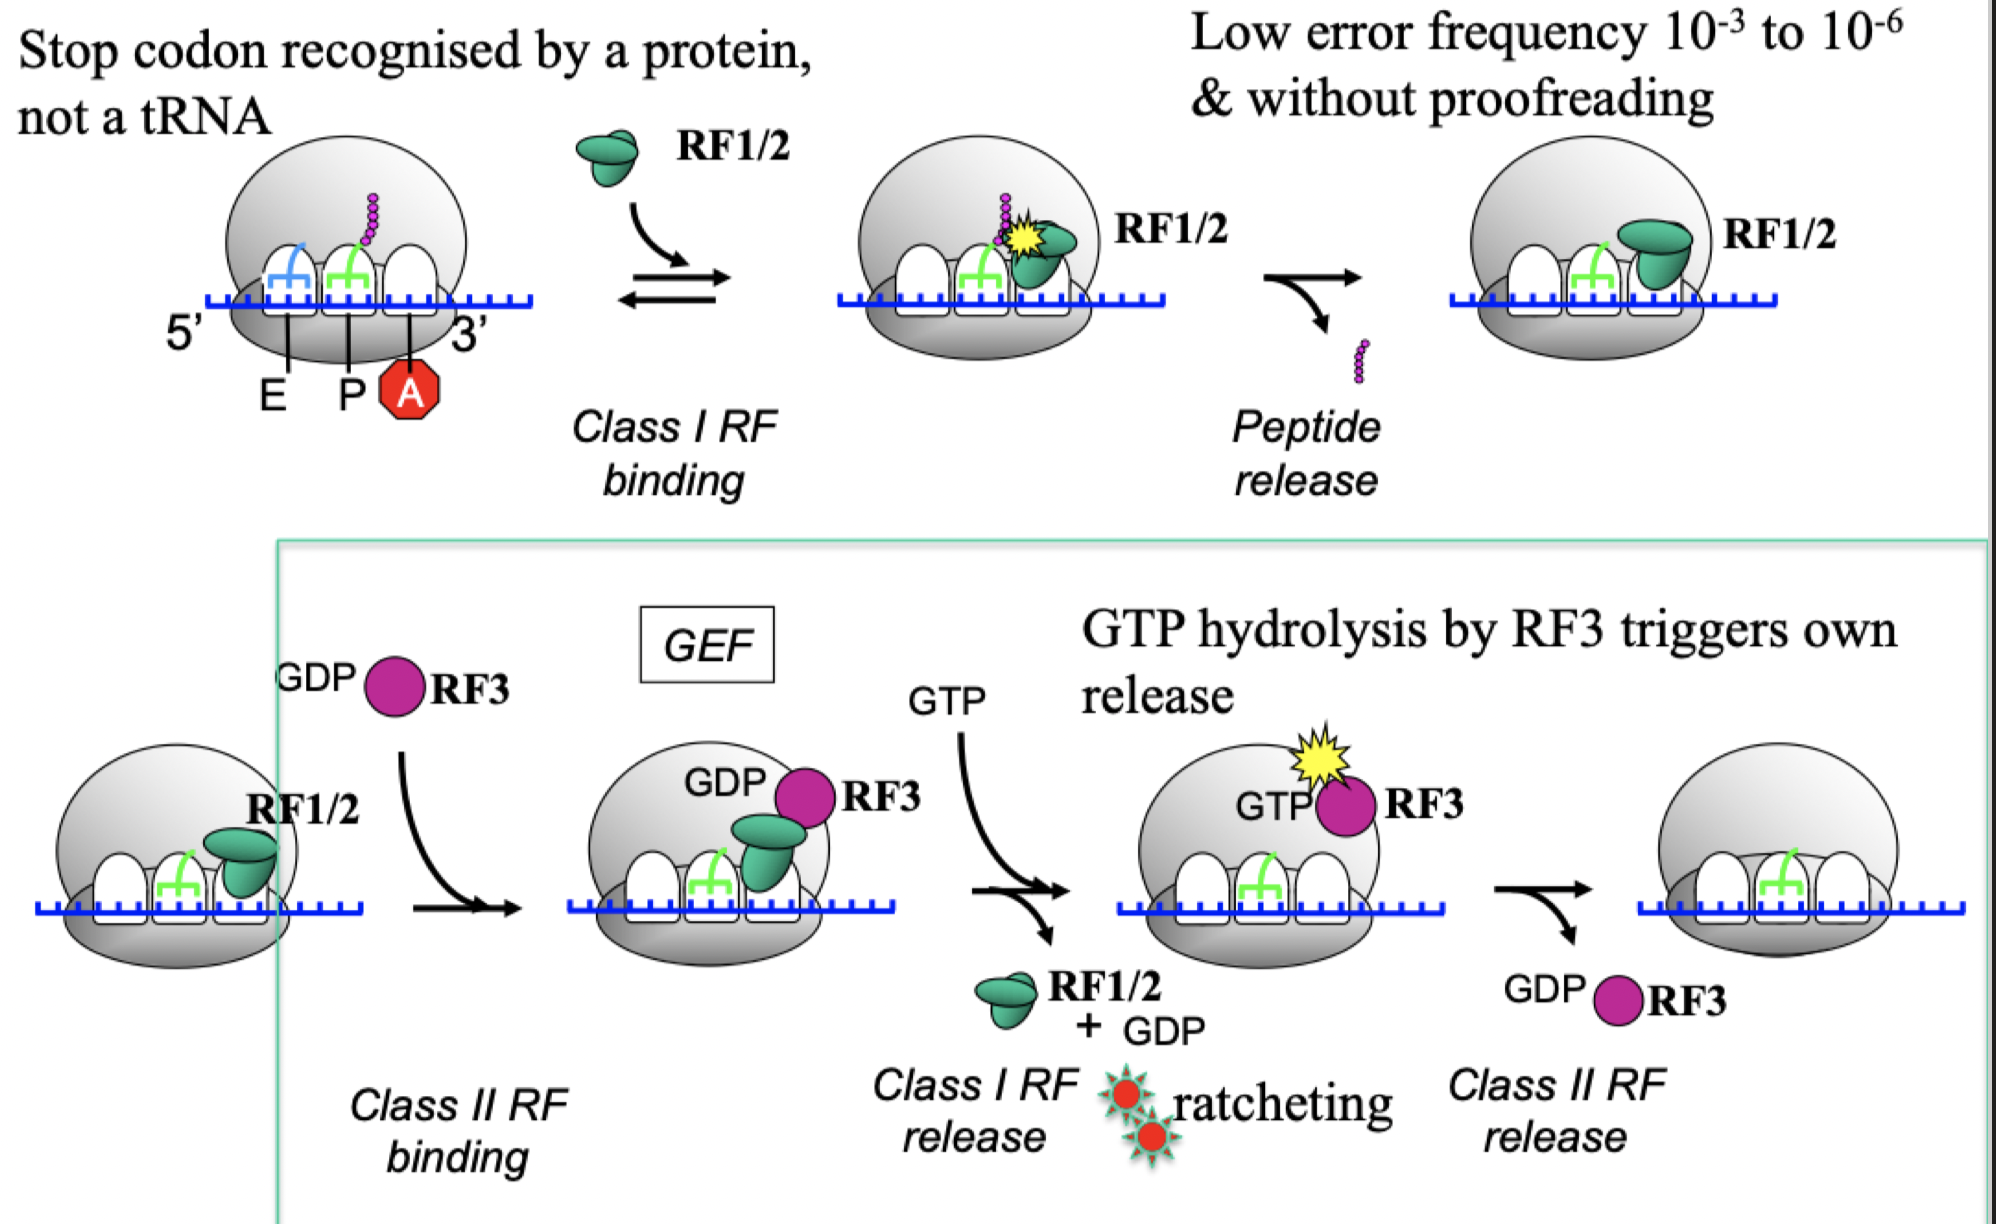 Stop codon recognised by a protein,
not a tRNA
Low error frequency 10⁻³ to 10⁻⁶
& without proofreading
RF1/2
RF1/2
RF1/2
5’
3’
E
P
A
Class I RF
binding
Peptide
release
GEF
GTP hydrolysis by RF3 triggers own
release
GDP
RF3
GTP
RF1/2
GDP
RF3
GTP
RF3
RF1/2
+ GDP
GDP
RF3
Class II RF
binding
Class I RF
release
ratcheting
Class II RF
release